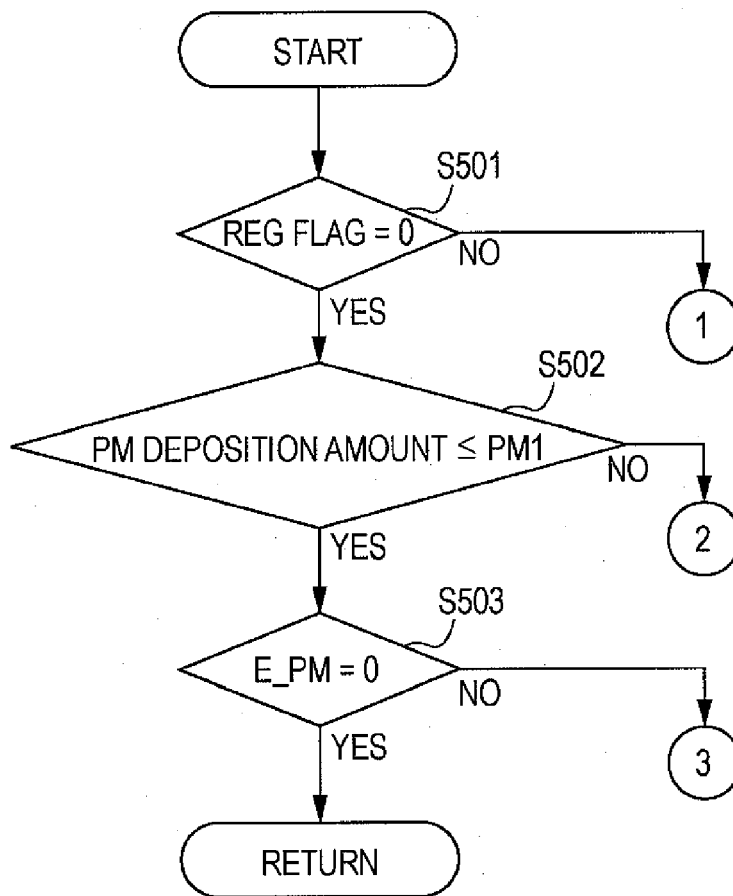 START
S501
REG FLAG = 0
NO
YES
1
S502
PM DEPOSITION AMOUNT ≤ PM1
NO
YES
2
S503
E_PM = 0
NO
YES
3
RETURN